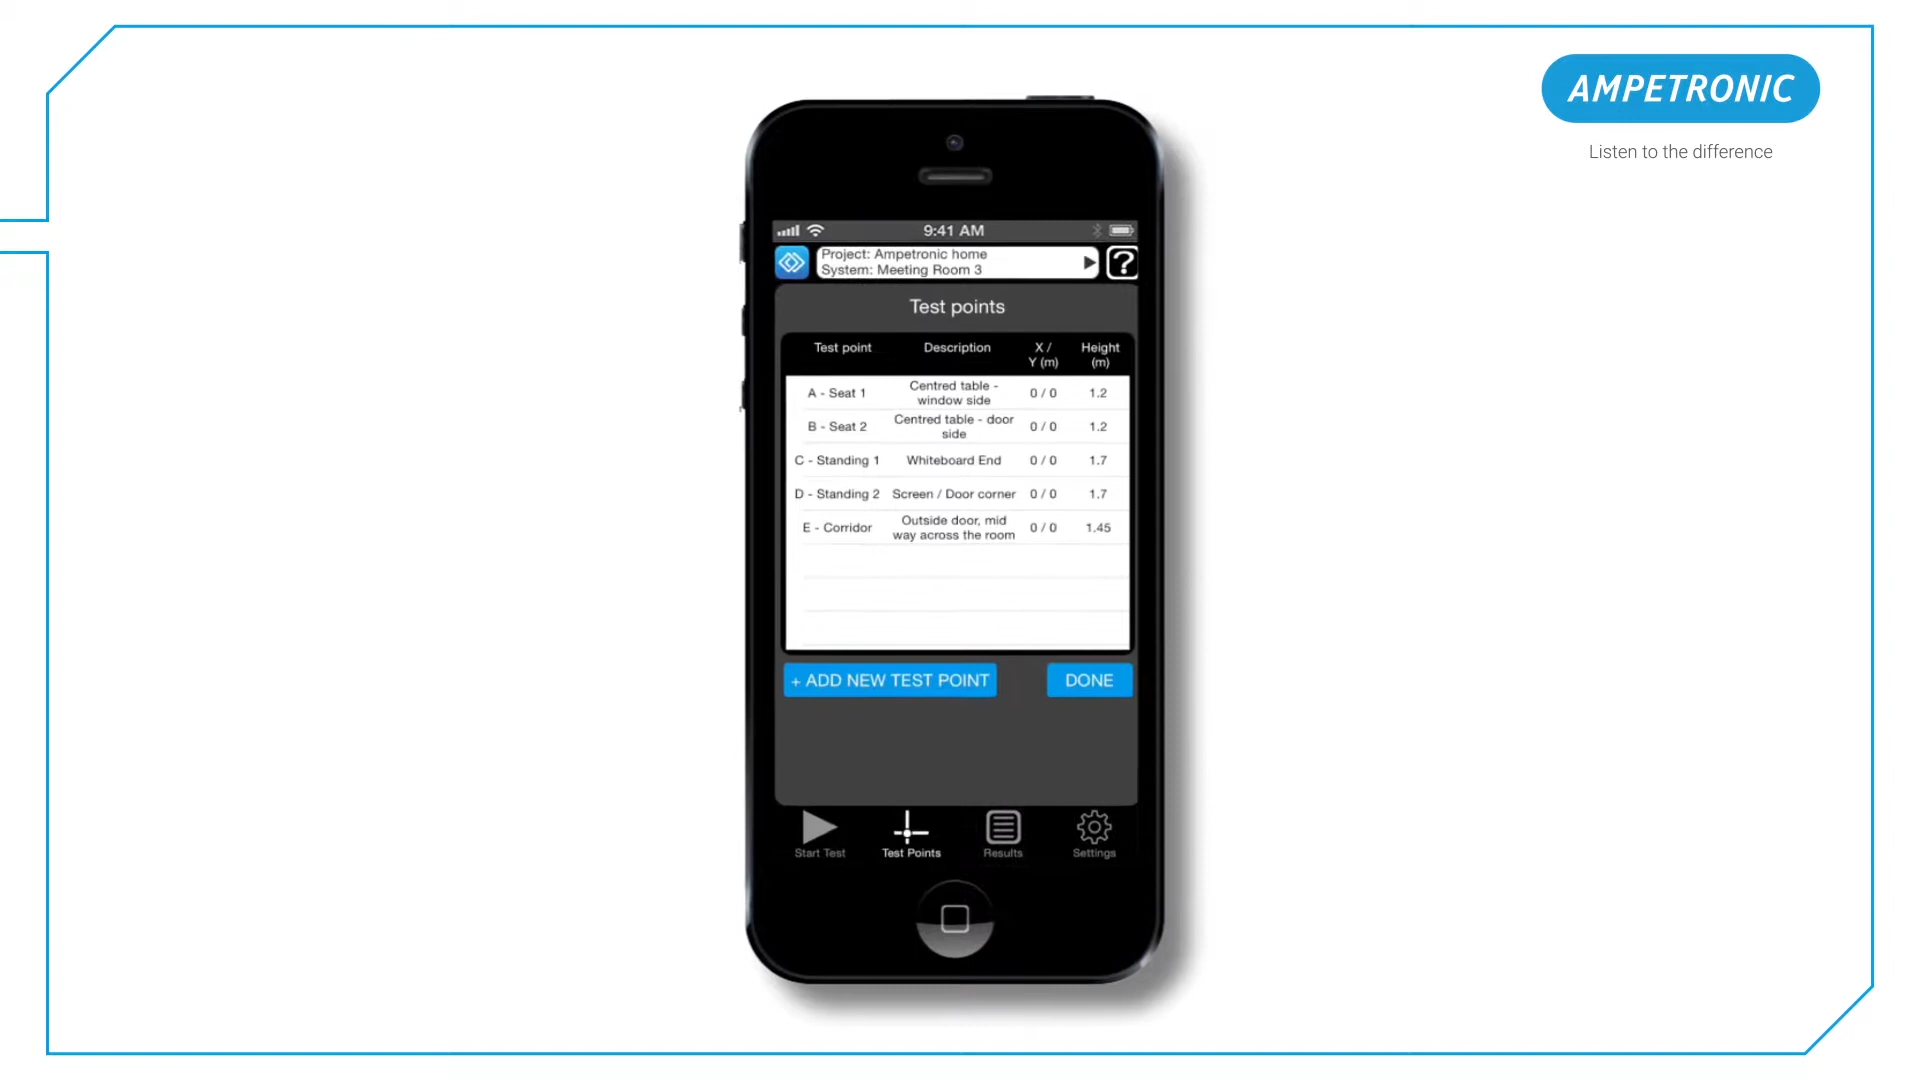 AMPETRONIC
Listen to the difference
9:41 AM
Project: Ampetronic home
System: Meeting Room 3
?
Test points
Test point Description X / Y (m) Height (m)
A - Seat 1 Centred table - window side 0 / 0 1.2
B - Seat 2 Centred table - door side 0 / 0 1.2
C - Standing 1 Whiteboard End 0 / 0 1.7
D - Standing 2 Screen / Door corner 0 / 0 1.7
E - Corridor Outside door, mid way across the room 0 / 0 1.45
+ ADD NEW TEST POINT DONE
Start Test Test Points Results Settings